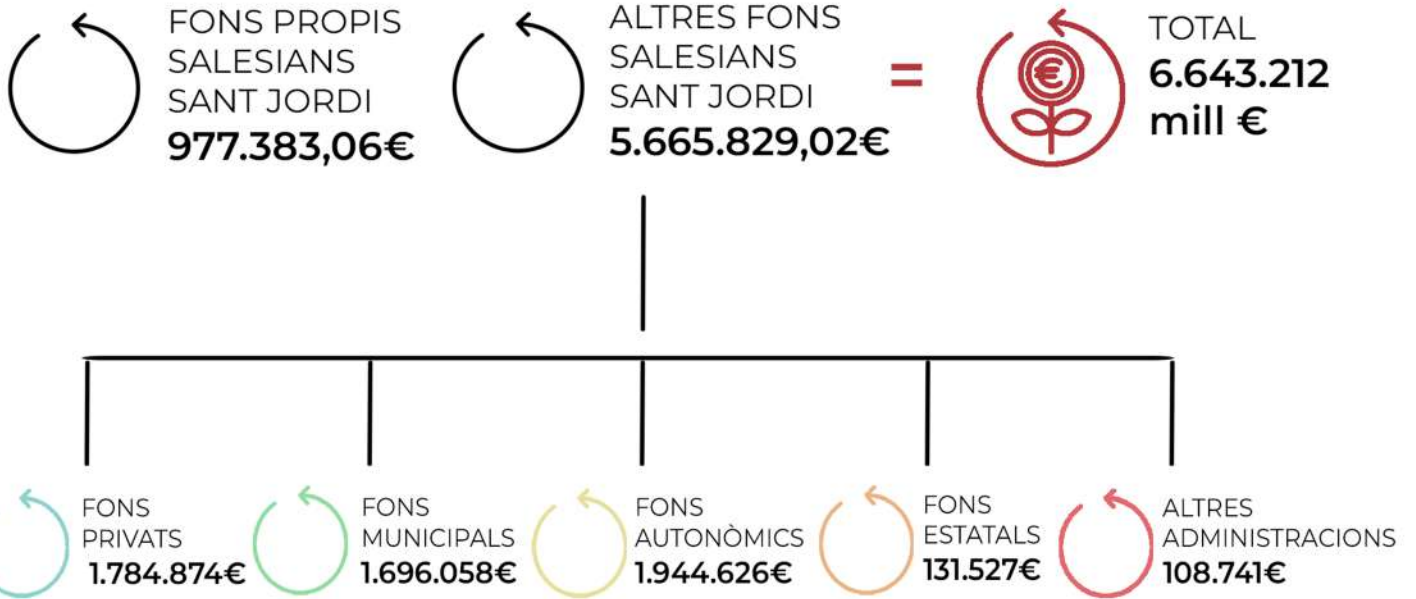 FONS PROPIS
SALESIANS
SANT JORDI
977.383,06€
ALTRES FONS
SALESIANS
SANT JORDI
5.665.829,02€
=
TOTAL
6.643.212
mill €
FONS
PRIVATS
1.784.874€
FONS
MUNICIPALS
1.696.058€
FONS
AUTONÒMICS
1.944.626€
FONS
ESTATALS
131.527€
ALTRES
ADMINISTRACIONS
108.741€